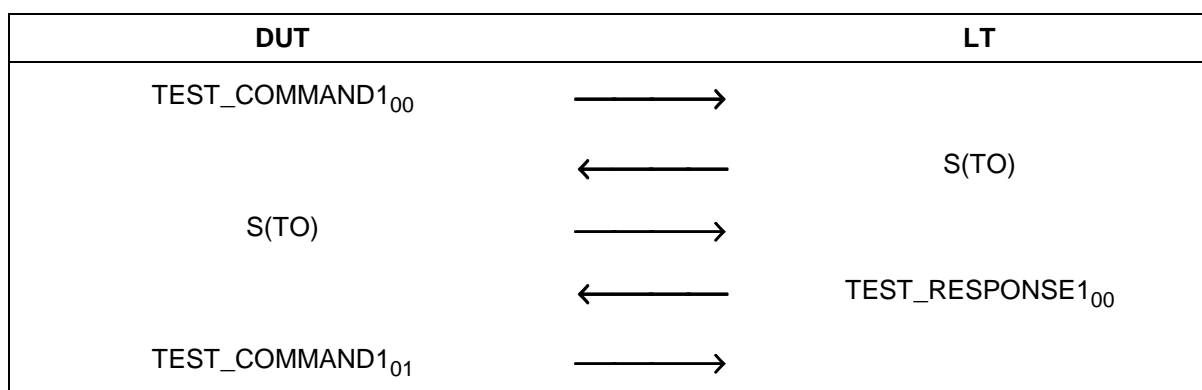 DUT LT
TEST_COMMAND1₀₀
S(TO)
S(TO)
TEST_RESPONSE1₀₀
TEST_COMMAND1₀₁